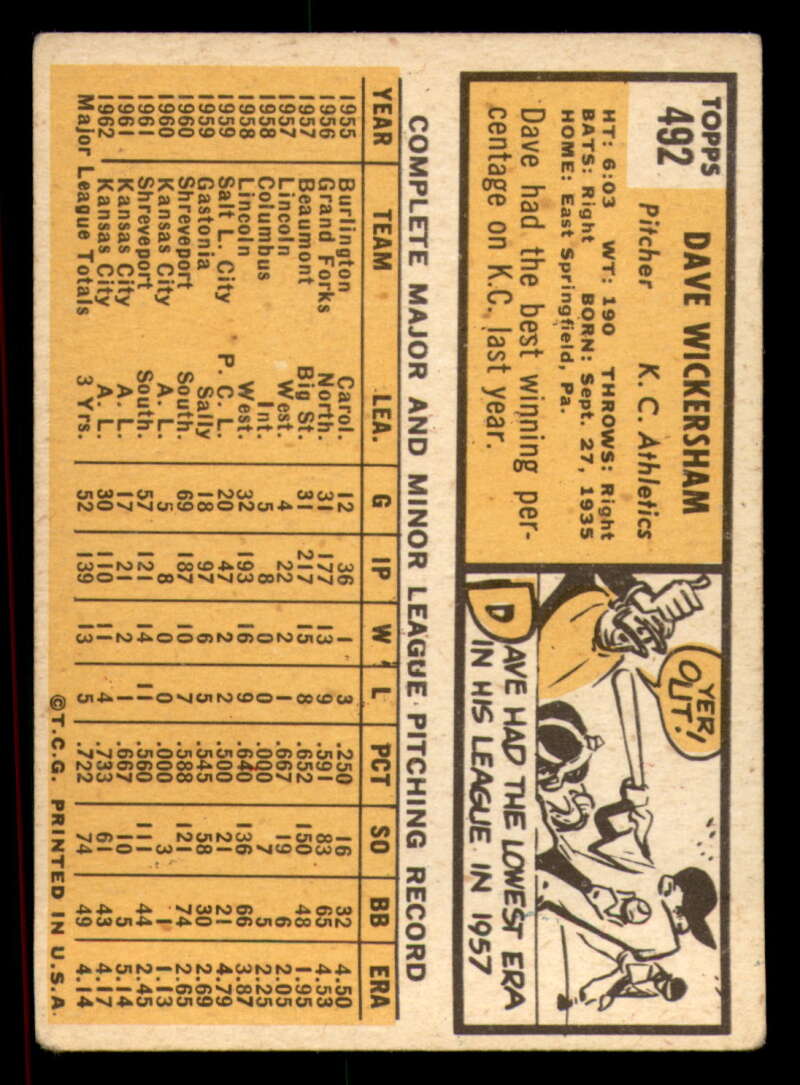 TOPPS
492
DAVE WICKERSHAM
Pitcher K. C. Athletics
HT: 6:03 WT: 190 THROWS: Right
BATS: Right BORN: Sept. 27, 1935
HOME: East Springfield, Pa.
Dave had the best winning per-
centage on K.C. last year.
YER
OUT!
DAVE HAD THE LOWEST ERA
IN HIS LEAGUE IN 1957
COMPLETE MAJOR AND MINOR LEAGUE PITCHING RECORD
YEAR TEAM LEA. G IP W L PCT SO BB ERA
1955 Burlington Carol. 12 36 1 3 .250 16 32 4.50
1956 Grand Forks North. 31 177 13 9 .591 83 65 4.53
1957 Beaumont Big St. 31 217 15 8 .652 150 48 1.95
1957 Lincoln West. 4 22 2 1 .667 19 6 2.05
1958 Columbus Int. 5 8 0 0 .000 7 5 2.25
1958 Lincoln West. 32 193 16 9 .640 136 66 3.87
1959 Salt L. City P. C. L. 20 47 2 2 .500 21 21 4.79
1959 Gastonia Sally 18 97 6 5 .545 58 30 2.69
1960 Shreveport South. 69 187 10 7 .588 121 74 2.65
1960 Kansas City A. L. 5 8 0 0 .000 3 1 1.13
1961 Shreveport South. 57 121 14 11 .560 111 44 2.45
1961 Kansas City A. L. 17 21 2 1 .667 10 5 5.14
1962 Kansas City A. L. 30 110 11 4 .733 61 43 4.17
Major League Totals 3 Yrs. 52 139 13 5 .722 74 49 4.14
©T.C.G. PRINTED IN U.S.A.